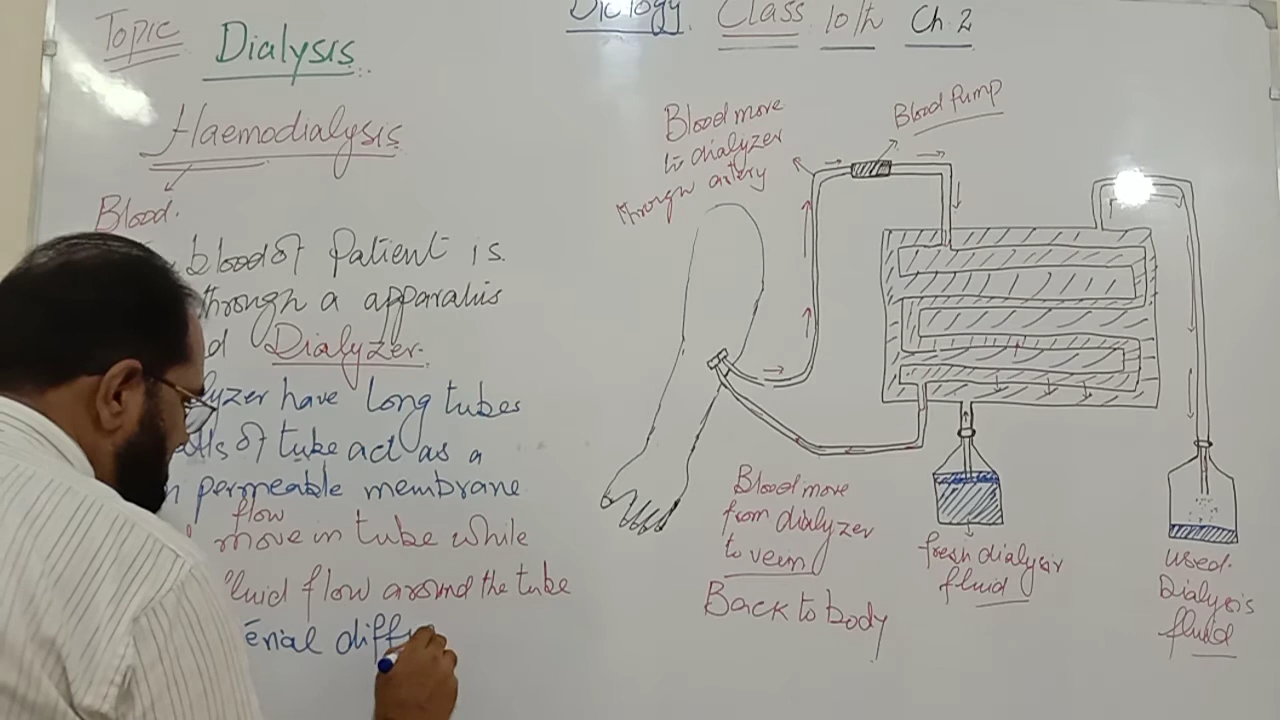 Topic Dialysis
Biology Class 10th Ch. 2
Haemodialysis
Blood.
blood of Patient is
through a apparatus
Dialyzer.
lyzer have long tubes
of tube act as a
permeable membrane
flow
move in tube while
fluid flow around the tube
Blood move
to dialyzer
through artery
Blood Pump
Blood move
from dialyzer
to vein
Back to body
fresh dialysis
fluid
used.
Dialysis
fluid